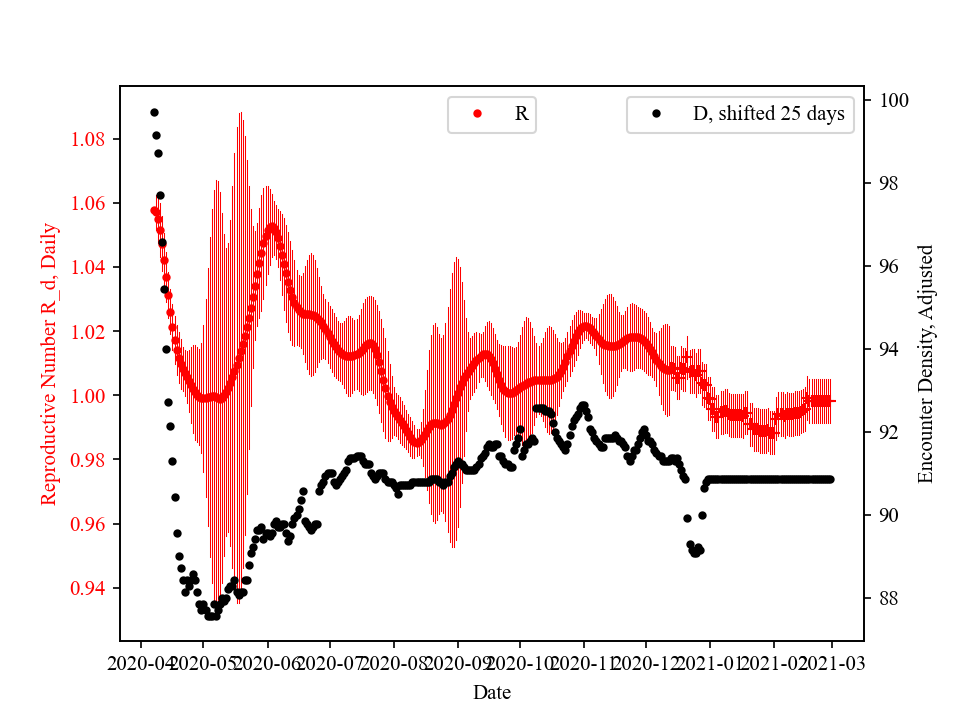 R
D, shifted 25 days
1.08
1.06
1.04
1.02
1.00
0.98
0.96
0.94
Reproductive Number R_d, Daily
100
98
96
94
92
90
88
Encounter Density, Adjusted
2020-04 2020-05 2020-06 2020-07 2020-08 2020-09 2020-10 2020-11 2020-12 2021-01 2021-02 2021-03
Date